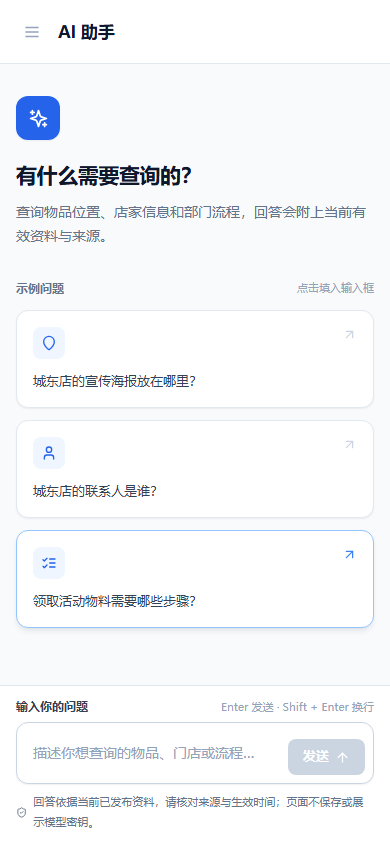 AI 助手
有什么需要查询的？
查询物品位置、店家信息和部门流程，回答会附上当前有
效资料与来源。
示例问题
点击填入输入框
城东店的宣传海报放在哪里？
城东店的联系人是谁？
领取活动物料需要哪些步骤？
输入你的问题
Enter 发送 · Shift + Enter 换行
描述你想查询的物品、门店或流程...
发送
回答依据当前已发布资料，请核对来源与生效时间；页面不保存或展
示模型密钥。